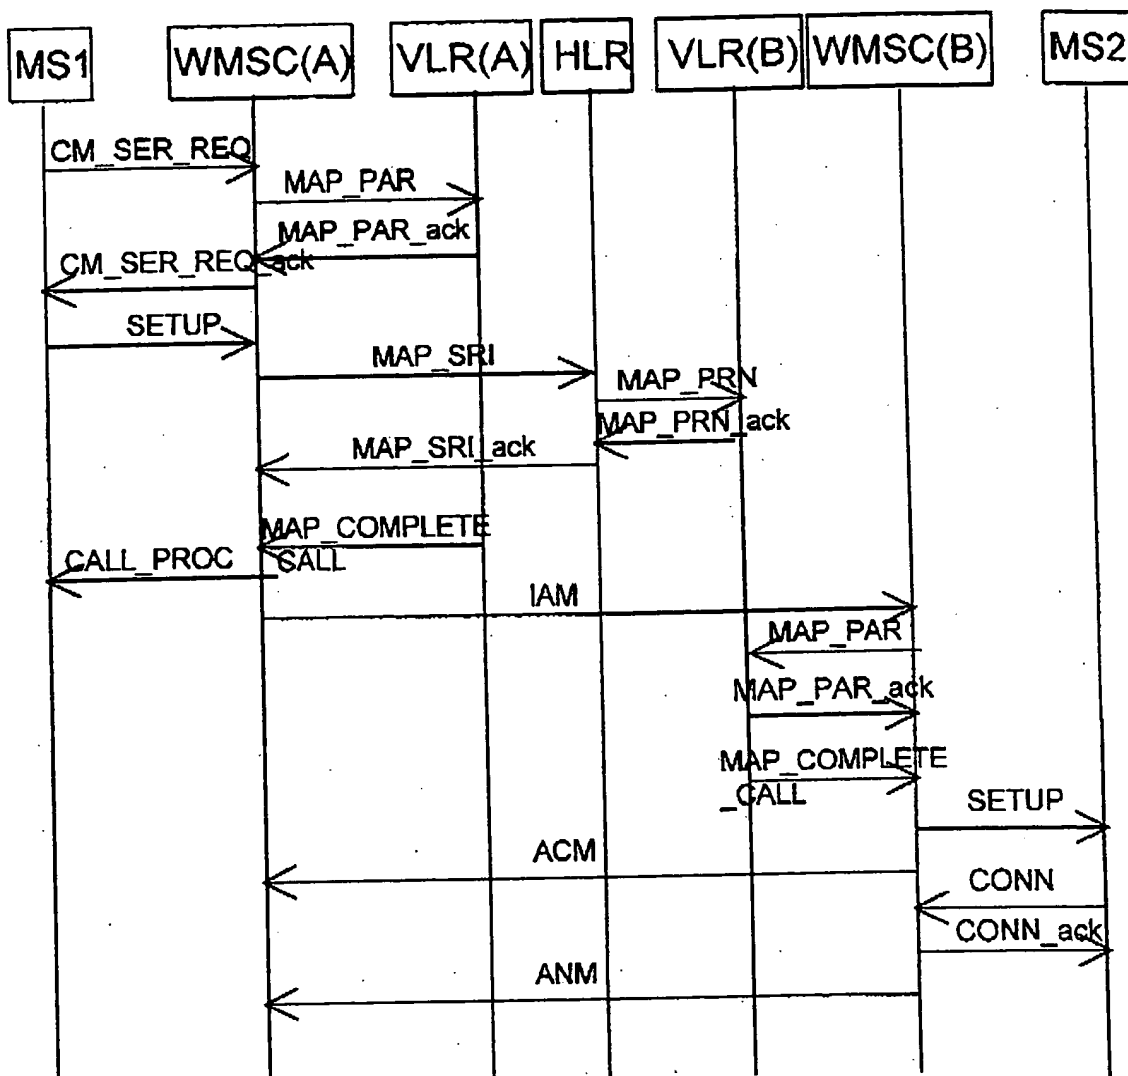 MS1 WMSC(A) VLR(A) HLR VLR(B) WMSC(B) MS2
CM_SER_REQ
MAP_PAR
MAP_PAR_ack
CM_SER_REQ_ack
SETUP
MAP_SRI
MAP_PRN
MAP_PRN_ack
MAP_SRI_ack
MAP_COMPLETE
CALL
CALL_PROC
IAM
MAP_PAR
MAP_PAR_ack
MAP_COMPLETE
_CALL
SETUP
ACM
CONN
CONN_ack
ANM